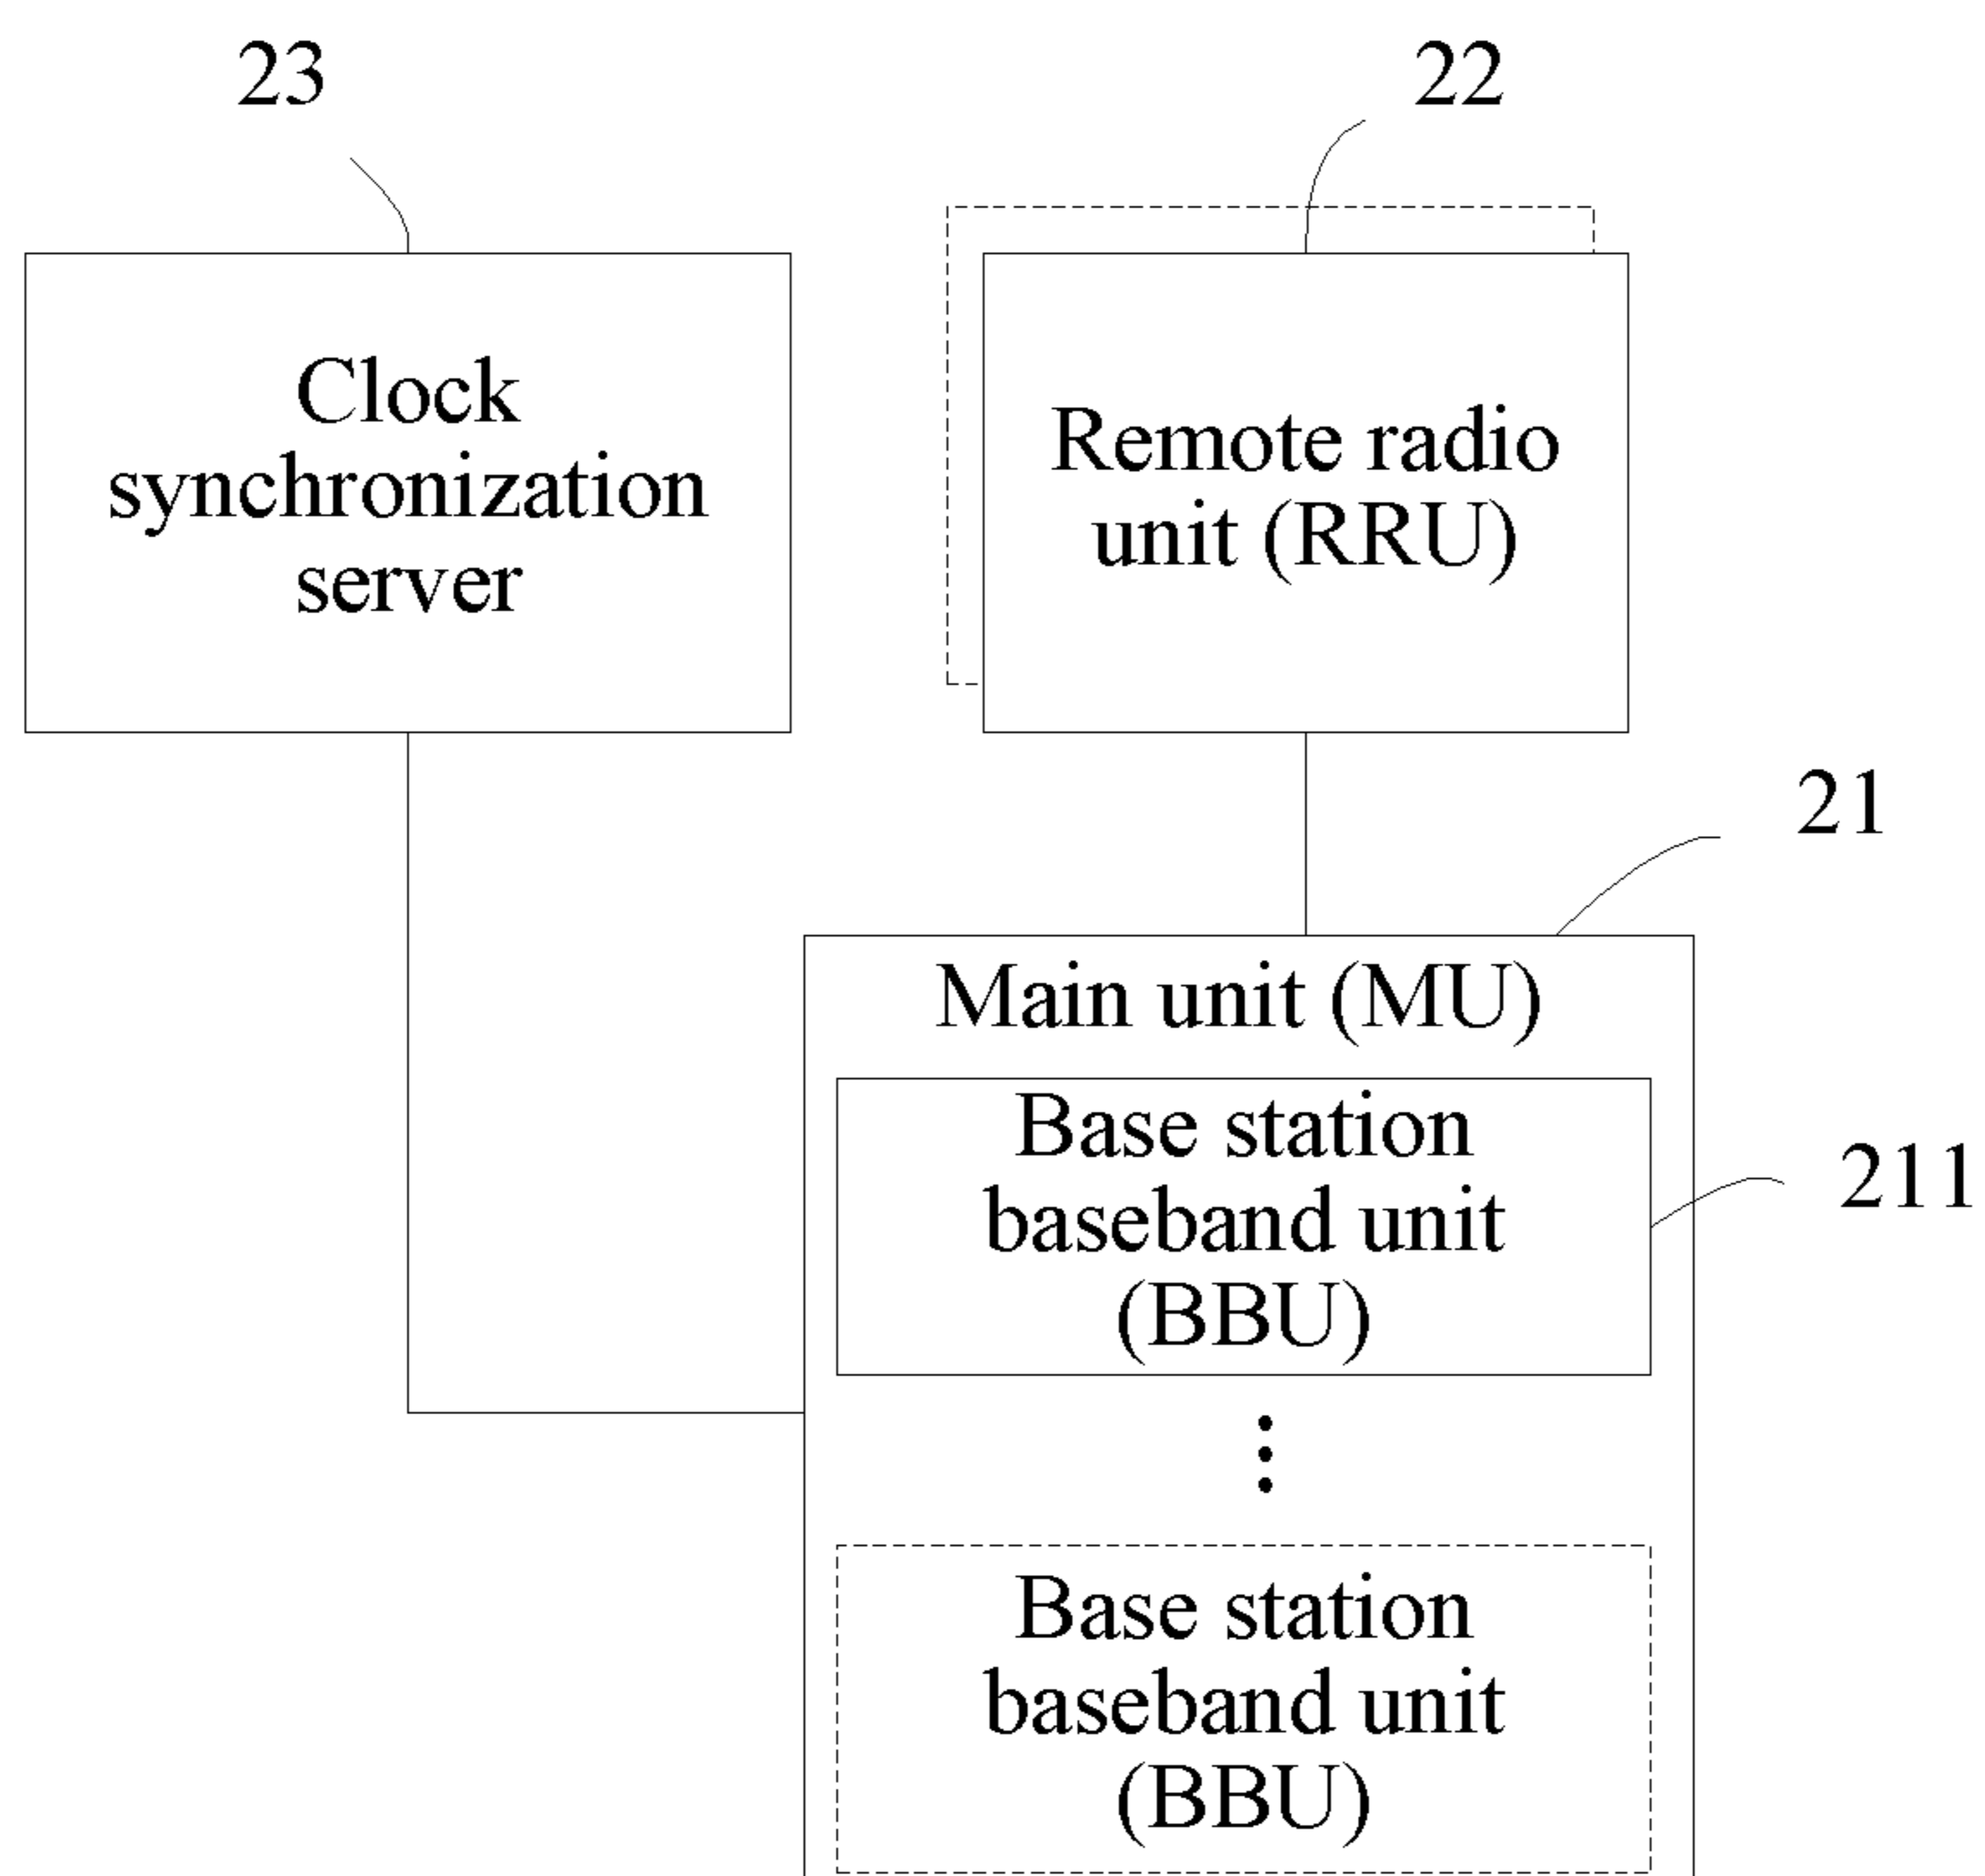 23
22
Clock
synchronization
server
Remote radio
unit (RRU)
21
Main unit (MU)
Base station
baseband unit
(BBU)
211
Base station
baseband unit
(BBU)